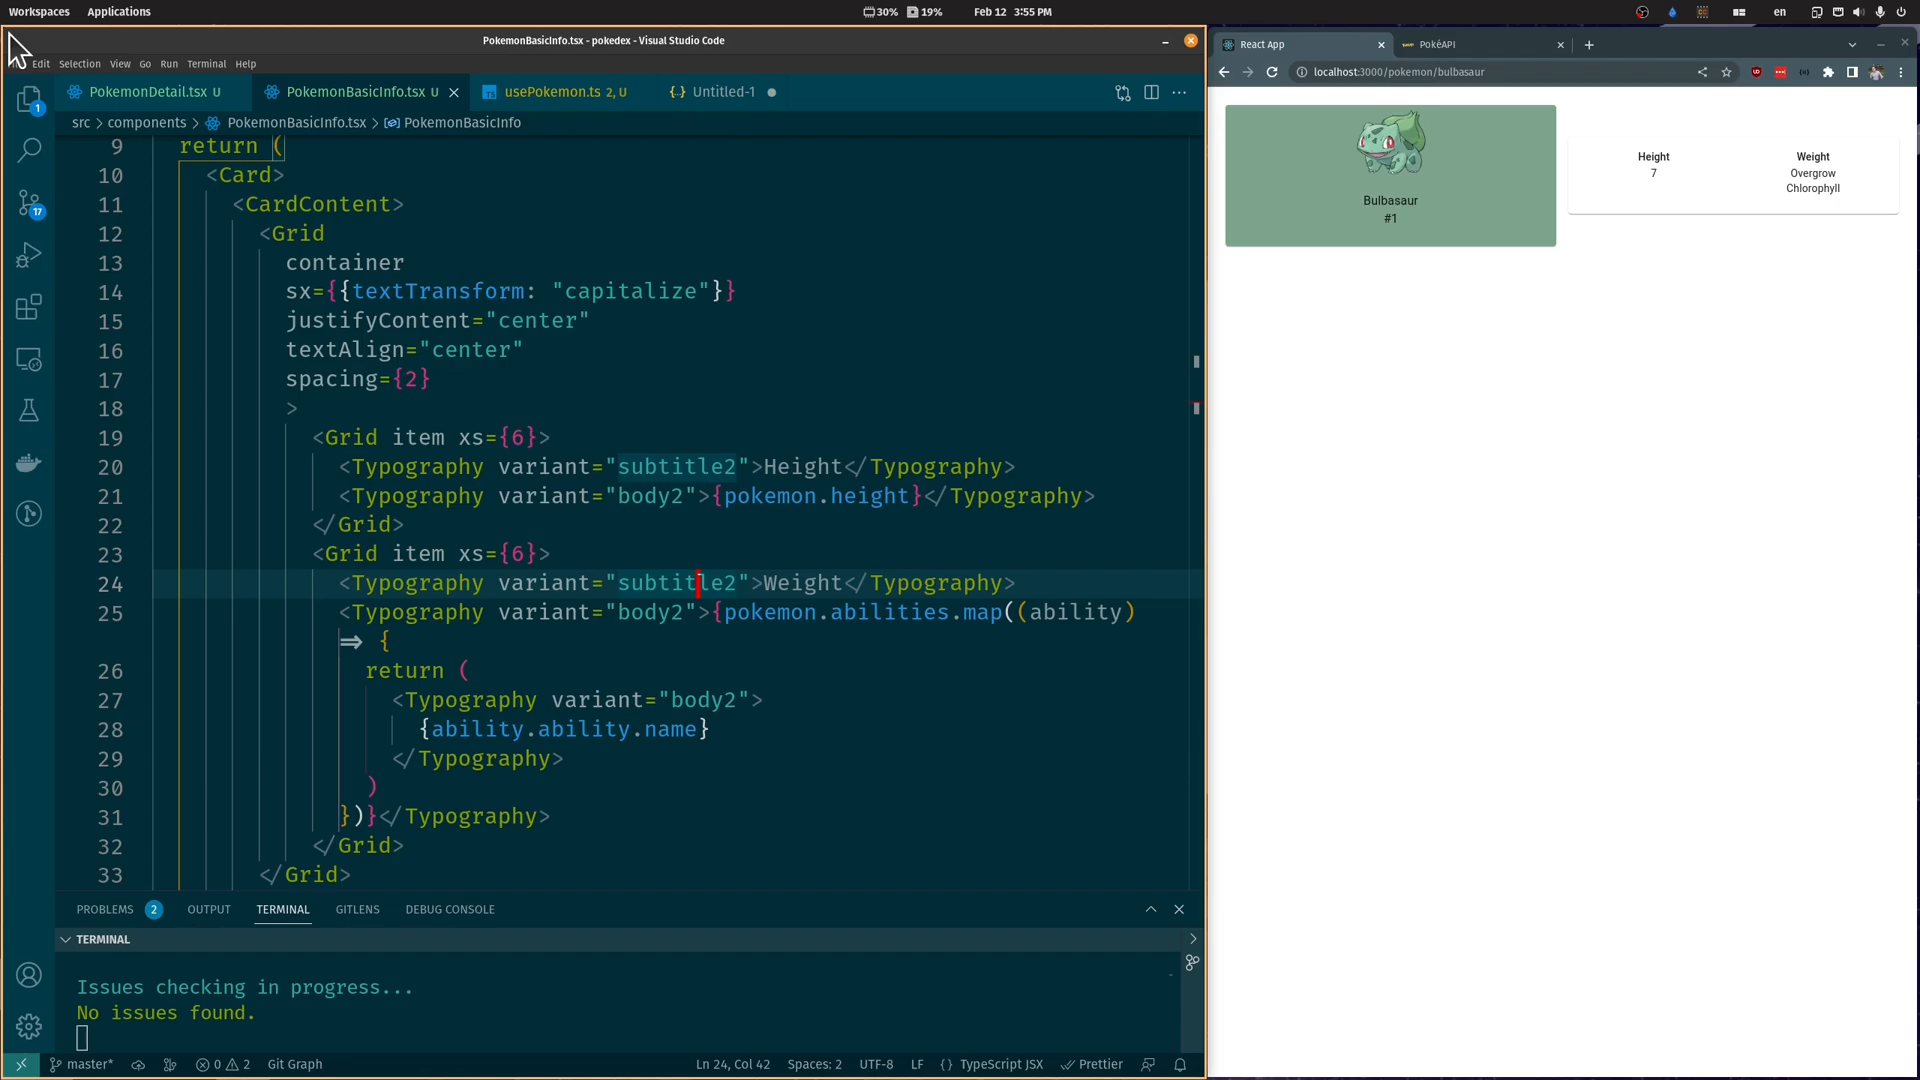 Workspaces Applications 30% 19% Feb 12 3:55 PM en
PokemonBasicInfo.tsx - pokedex - Visual Studio Code
Edit Selection View Go Run Terminal Help
PokemonDetail.tsx U PokemonBasicInfo.tsx U usePokemon.ts 2, U {} Untitled-1
src > components > PokemonBasicInfo.tsx > PokemonBasicInfo
9 return (
10 <Card>
11 <CardContent>
12 <Grid
13 container
14 sx={{textTransform: "capitalize"}}
15 justifyContent="center"
16 textAlign="center"
17 spacing={2}
18 >
19 <Grid item xs={6}>
20 <Typography variant="subtitle2">Height</Typography>
21 <Typography variant="body2">{pokemon.height}</Typography>
22 </Grid>
23 <Grid item xs={6}>
24 <Typography variant="subtitle2">Weight</Typography>
25 <Typography variant="body2">{pokemon.abilities.map((ability)
=> {
26 return (
27 <Typography variant="body2">
28 {ability.ability.name}
29 </Typography>
30 )
31 })}</Typography>
32 </Grid>
33 </Grid>
1
17
PROBLEMS 2 OUTPUT TERMINAL GITLENS DEBUG CONSOLE
TERMINAL
Issues checking in progress...
No issues found.
master* 0 2 Git Graph Ln 24, Col 42 Spaces: 2 UTF-8 LF {} TypeScript JSX Prettier
React App PokéAPI
localhost:3000/pokemon/bulbasaur
Bulbasaur
#1
Height Weight
7 Overgrow
Chlorophyll